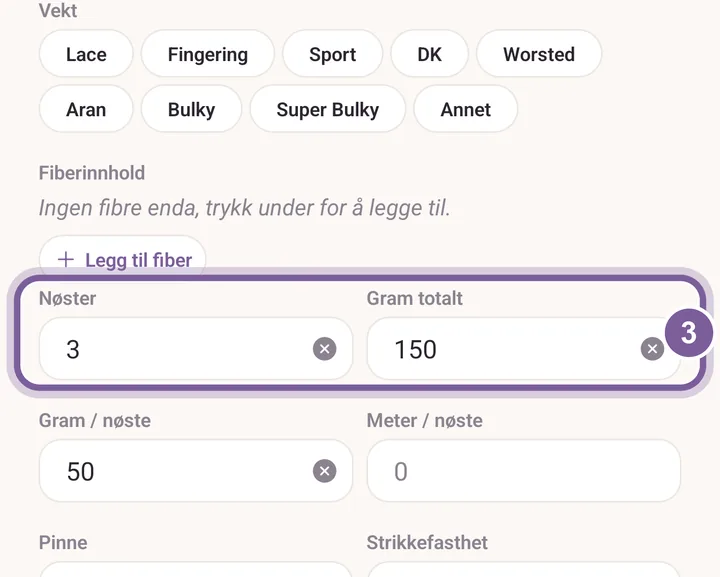 Vekt
Lace Fingering Sport DK Worsted
Aran Bulky Super Bulky Annet
Fiberinnhold
Ingen fibre enda, trykk under for å legge til.
+ Legg til fiber
Nøster Gram totalt
3 150 3
Gram / nøste Meter / nøste
50 0
Pinne Strikkefasthet